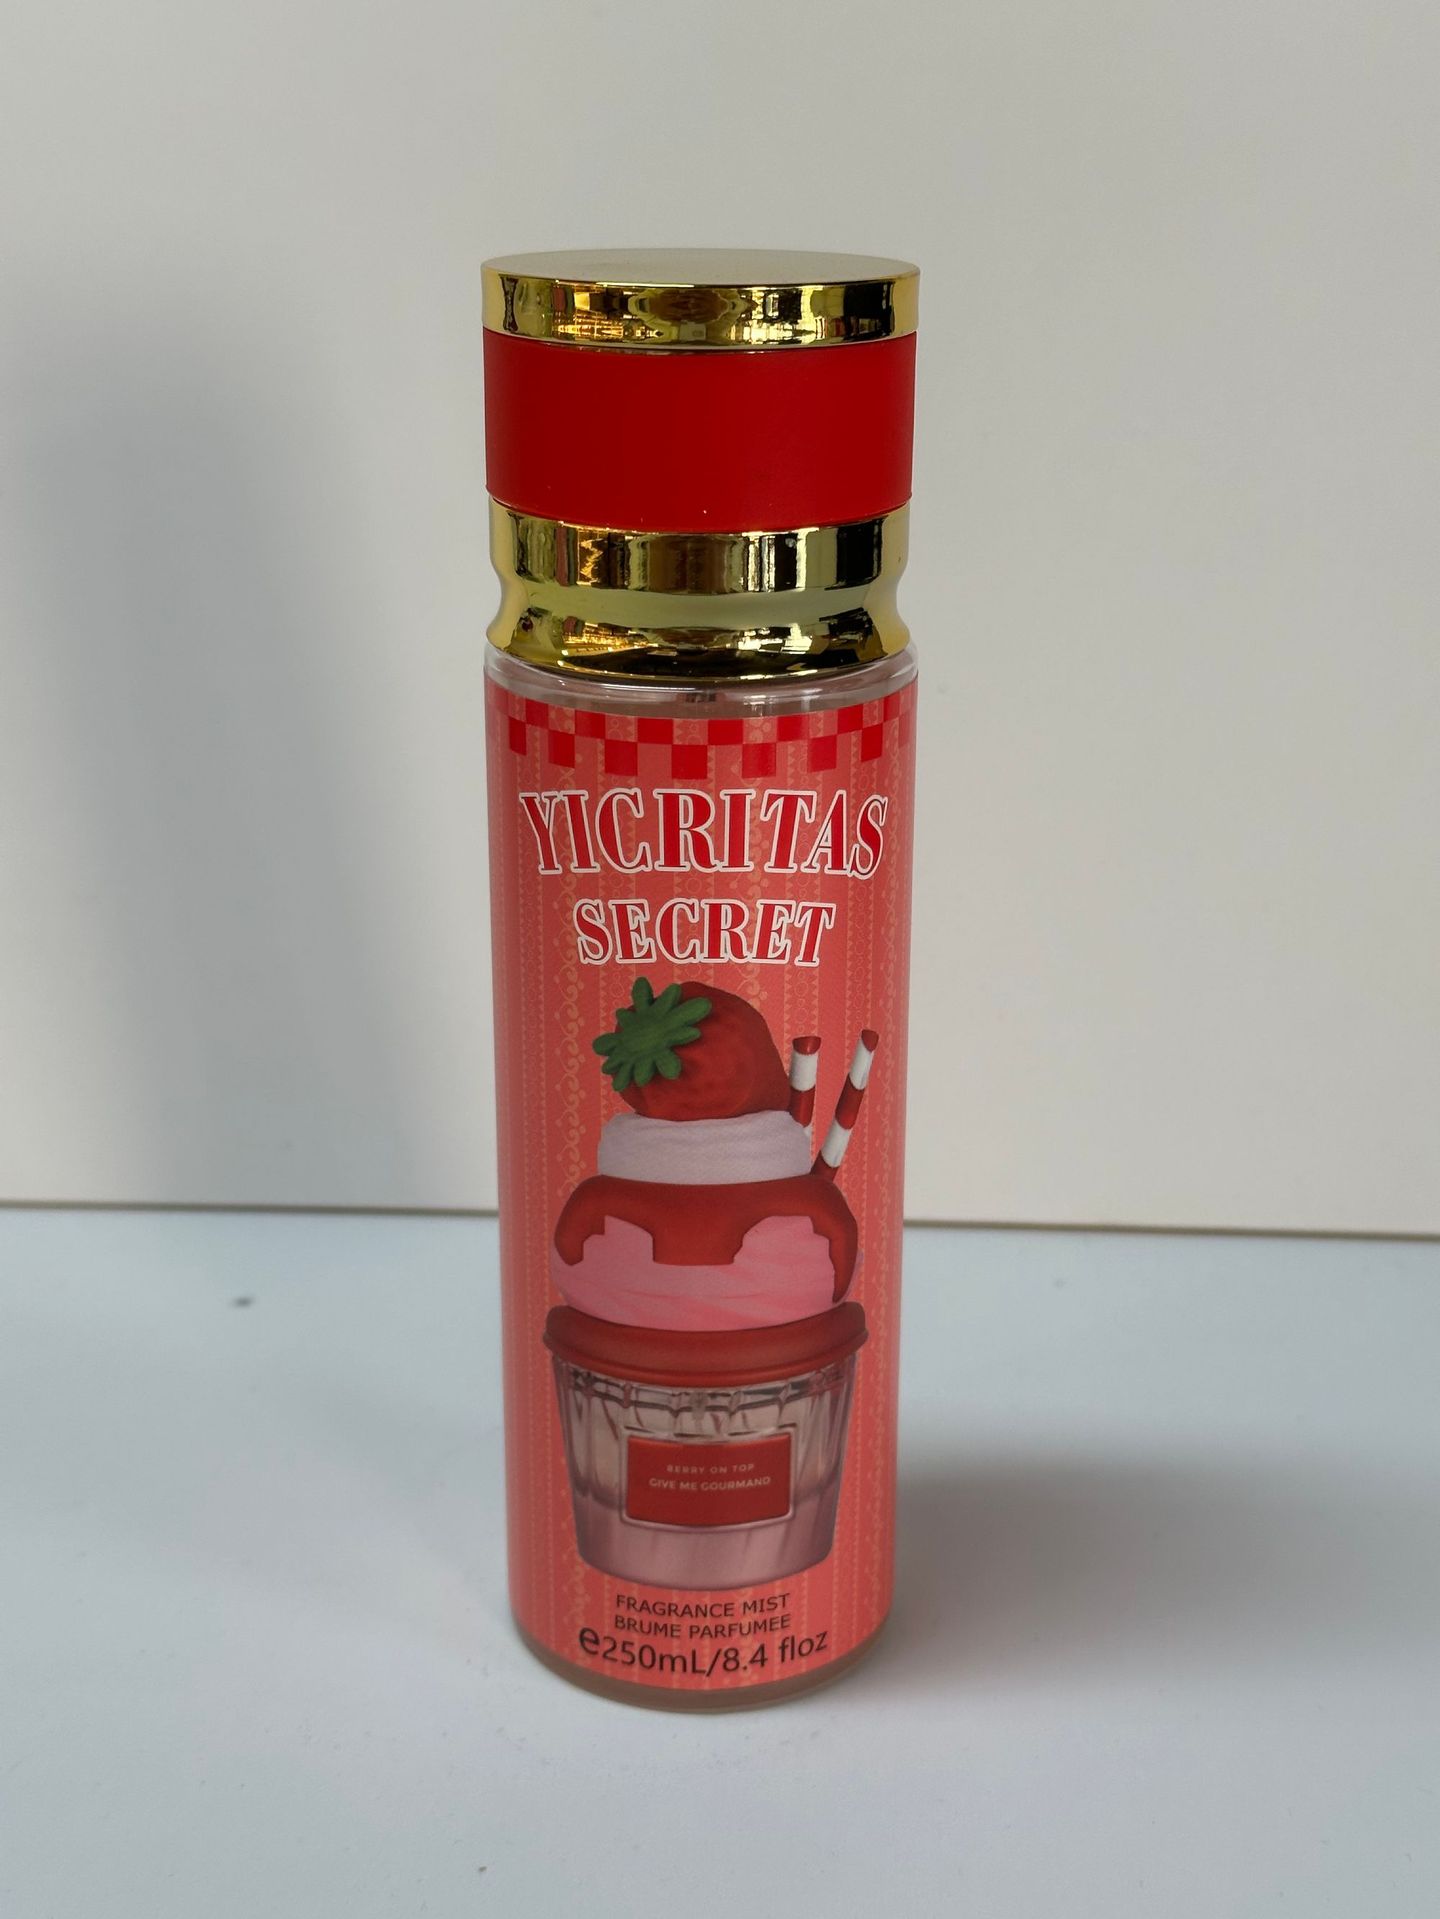 YICRITAS
SECRET
BERRY ON TOP
GIVE ME GOURMAND
FRAGRANCE MIST
BRUME PARFUMEE
e250mL/8.4 floz